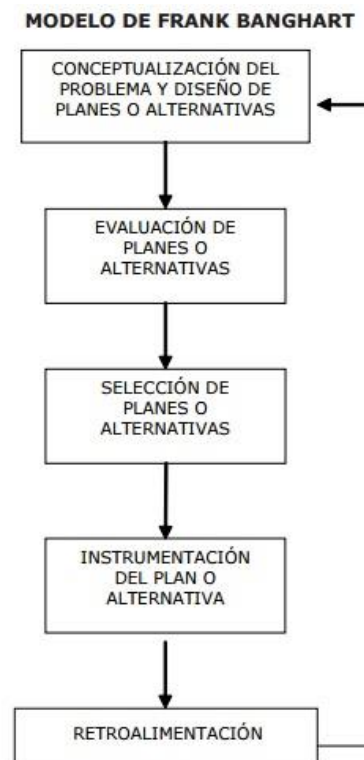 MODELO DE FRANK BANGHART
CONCEPTUALIZACIÓN DEL
PROBLEMA Y DISEÑO DE
PLANES O ALTERNATIVAS
EVALUACIÓN DE
PLANES O
ALTERNATIVAS
SELECCIÓN DE
PLANES O
ALTERNATIVAS
INSTRUMENTACIÓN
DEL PLAN O
ALTERNATIVA
RETROALIMENTACIÓN